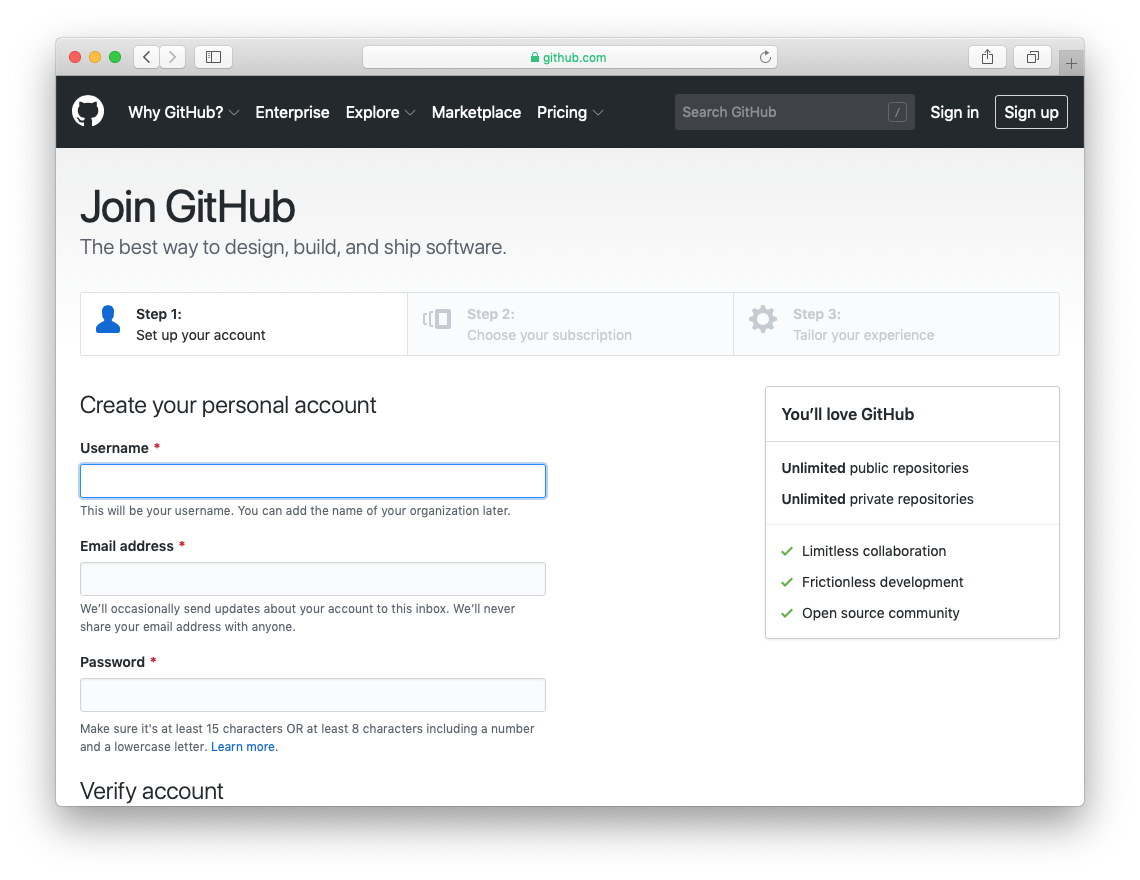 github.com
Why GitHub? Enterprise Explore Marketplace Pricing Search GitHub / Sign in Sign up
Join GitHub
The best way to design, build, and ship software.
Step 1:
Set up your account
Step 2:
Choose your subscription
Step 3:
Tailor your experience
Create your personal account
Username *
This will be your username. You can add the name of your organization later.
Email address *
We’ll occasionally send updates about your account to this inbox. We’ll never
share your email address with anyone.
Password *
Make sure it's at least 15 characters OR at least 8 characters including a number
and a lowercase letter. Learn more.
Verify account
You’ll love GitHub
Unlimited public repositories
Unlimited private repositories
Limitless collaboration
Frictionless development
Open source community